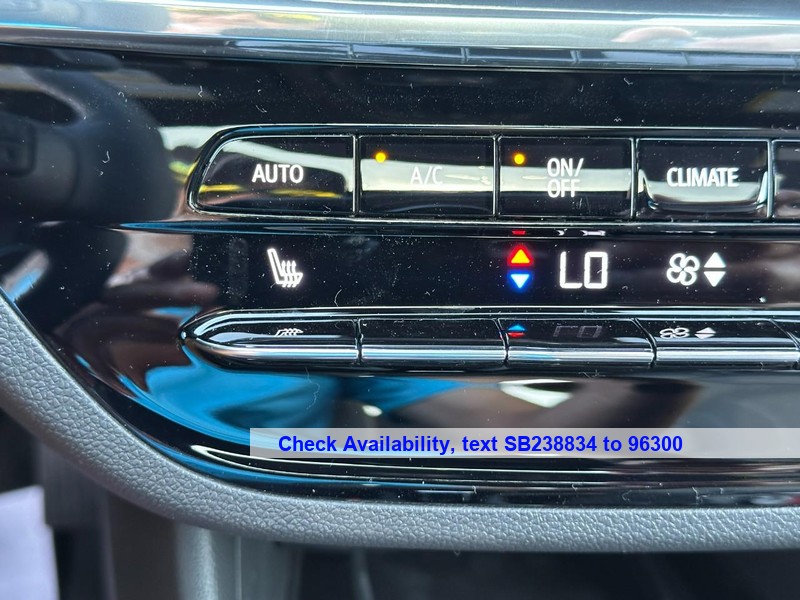 AUTO
A/C
ON/
OFF
CLIMATE
LO
Check Availability, text SB238834 to 96300